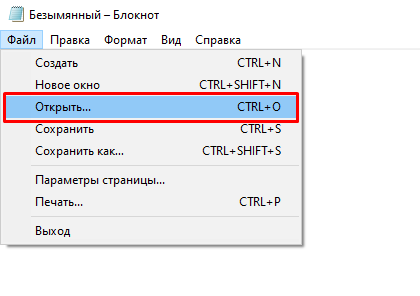 Безымянный – Блокнот
Файл Правка Формат Вид Справка
Создать CTRL+N
Новое окно CTRL+SHIFT+N
Открыть... CTRL+O
Сохранить CTRL+S
Сохранить как... CTRL+SHIFT+S
Параметры страницы...
Печать... CTRL+P
Выход